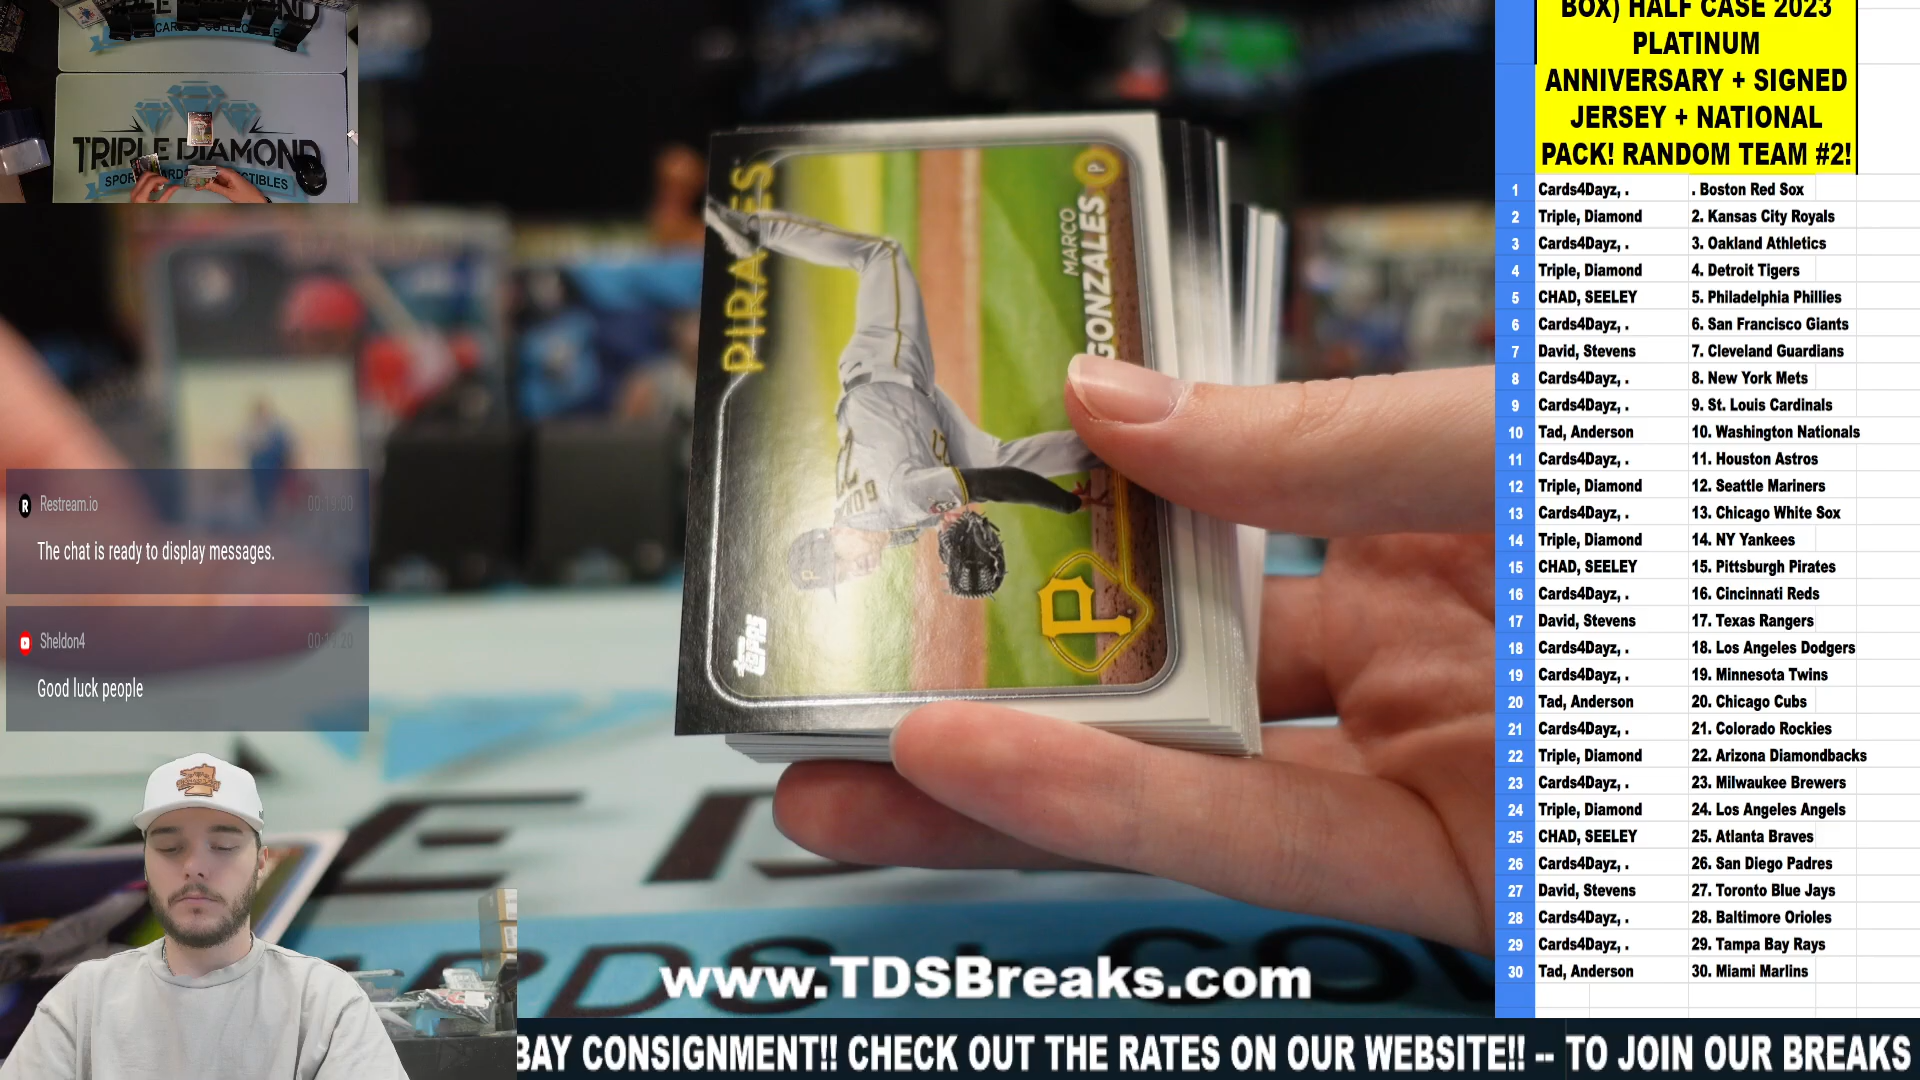 BOX) HALF CASE 2023
PLATINUM
ANNIVERSARY + SIGNED
JERSEY + NATIONAL
PACK! RANDOM TEAM #2!
1 Cards4Dayz, . . Boston Red Sox
2 Triple, Diamond 2. Kansas City Royals
3 Cards4Dayz, . 3. Oakland Athletics
4 Triple, Diamond 4. Detroit Tigers
5 CHAD, SEELEY 5. Philadelphia Phillies
6 Cards4Dayz, . 6. San Francisco Giants
7 David, Stevens 7. Cleveland Guardians
8 Cards4Dayz, . 8. New York Mets
9 Cards4Dayz, . 9. St. Louis Cardinals
10 Tad, Anderson 10. Washington Nationals
11 Cards4Dayz, . 11. Houston Astros
12 Triple, Diamond 12. Seattle Mariners
13 Cards4Dayz, . 13. Chicago White Sox
14 Triple, Diamond 14. NY Yankees
15 CHAD, SEELEY 15. Pittsburgh Pirates
16 Cards4Dayz, . 16. Cincinnati Reds
17 David, Stevens 17. Texas Rangers
18 Cards4Dayz, . 18. Los Angeles Dodgers
19 Cards4Dayz, . 19. Minnesota Twins
20 Tad, Anderson 20. Chicago Cubs
21 Cards4Dayz, . 21. Colorado Rockies
22 Triple, Diamond 22. Arizona Diamondbacks
23 Cards4Dayz, . 23. Milwaukee Brewers
24 Triple, Diamond 24. Los Angeles Angels
25 CHAD, SEELEY 25. Atlanta Braves
26 Cards4Dayz, . 26. San Diego Padres
27 David, Stevens 27. Toronto Blue Jays
28 Cards4Dayz, . 28. Baltimore Orioles
29 Cards4Dayz, . 29. Tampa Bay Rays
30 Tad, Anderson 30. Miami Marlins
TRIPLE DIAMOND
PIRATES
MARCO
GONZALES
P
TOPPS
P
GON
22
Restream.io 00:19:00
The chat is ready to display messages.
Sheldon4
Good luck people
www.TDSBreaks.com
BAY CONSIGNMENT!! CHECK OUT THE RATES ON OUR WEBSITE!! -- TO JOIN OUR BREAKS